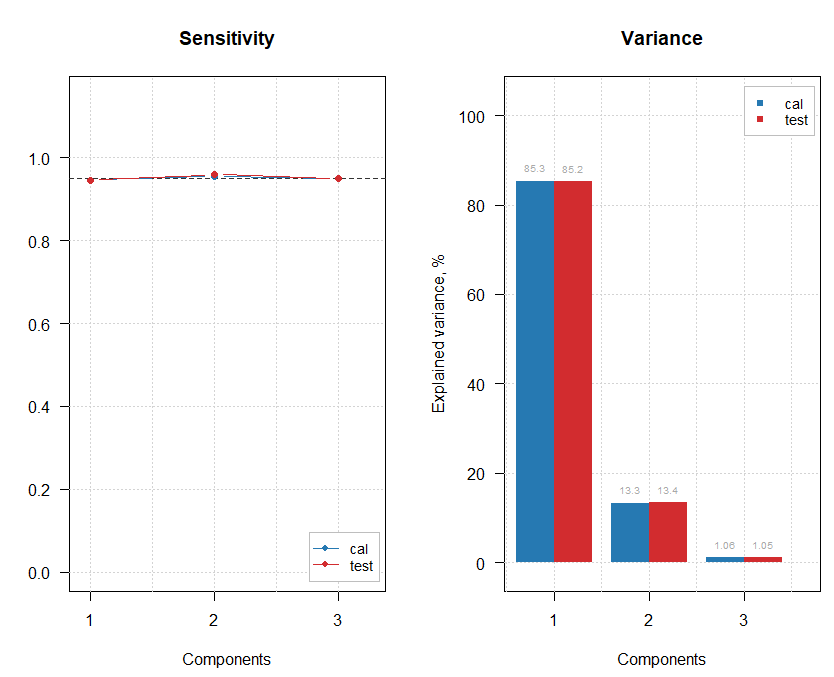 Sensitivity
1.0
0.8
0.6
0.4
0.2
0.0
cal
test
1 2 3
Components
Variance
Explained variance, %
100
80
60
40
20
0
cal
test
85.3 85.2
13.3 13.4
1.06 1.05
1 2 3
Components